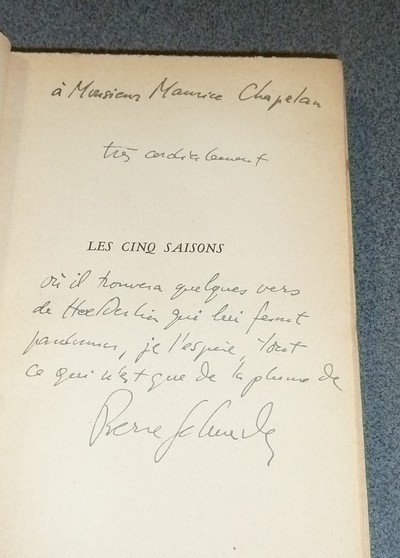 à Monsieur Maurice Chapelan
très cordialement
LES CINQ SAISONS
où il trouvera quelques vers
de Hoelderlin qui lui feront
pardonner, je l'espère, tout
ce qui n'est que de la plume de
Pierre